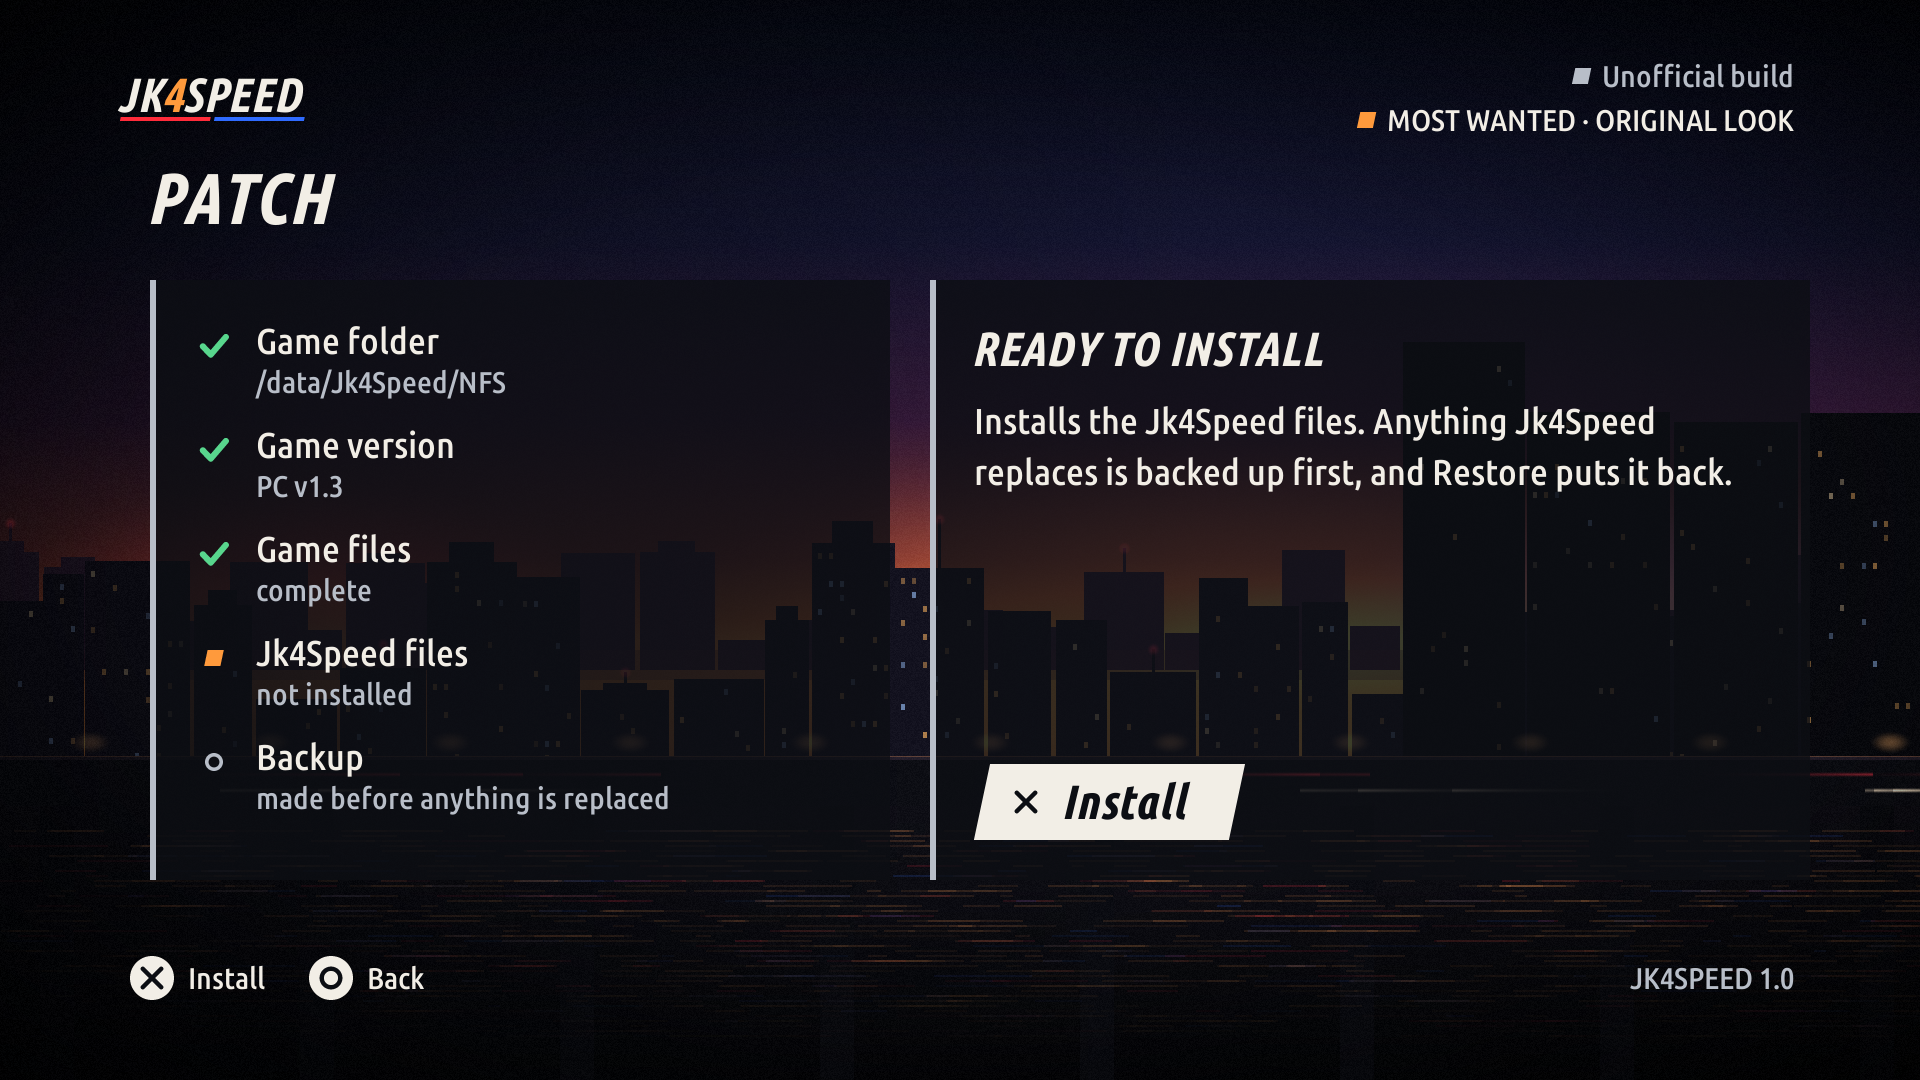 JK4SPEED
Unofficial build
MOST WANTED · ORIGINAL LOOK
PATCH
Game folder
/data/Jk4Speed/NFS
Game version
PC v1.3
Game files
complete
Jk4Speed files
not installed
Backup
made before anything is replaced
READY TO INSTALL
Installs the Jk4Speed files. Anything Jk4Speed
replaces is backed up first, and Restore puts it back.
Install
Install
Back
JK4SPEED 1.0